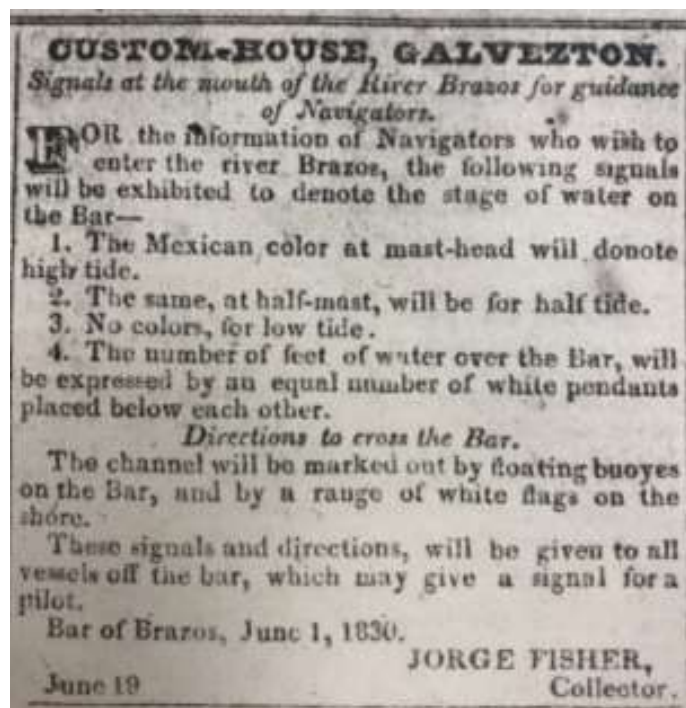 CUSTOM-HOUSE, GALVEZTON.
Signals at the mouth of the River Brazos for guidance
of Navigators.
FOR the information of Navigators who wish to
enter the river Brazos, the following signals
will be exhibited to denote the stage of water on
the Bar—
1. The Mexican color at mast-head will donote
high tide.
2. The same, at half-mast, will be for half tide.
3. No colors, for low tide.
4. The number of feet of water over the Bar, will
be expressed by an equal number of white pendants
placed below each other.
Directions to cross the Bar.
The channel will be marked out by floating buoyes
on the Bar, and by a range of white flags on the
shore.
These signals and directions, will be given to all
vessels off the bar, which may give a signal for a
pilot.
Bar of Brazos, June 1, 1830.
JORGE FISHER,
June 19 Collector.